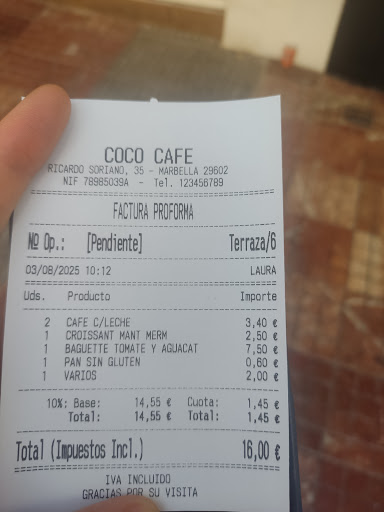 COCO CAFE
RICARDO SORIANO, 35 - MARBELLA 29602
NIF 78985039A - Tel. 123456789
FACTURA PROFORMA
Nº Op.: [Pendiente] Terraza/6
03/08/2025 10:12 LAURA
Uds. Producto Importe
2 CAFE C/LECHE 3,40 €
1 CROISSANT MANT MERM 2,50 €
1 BAGUETTE TOMATE Y AGUACAT 7,50 €
1 PAN SIN GLUTEN 0,60 €
1 VARIOS 2,00 €
10%: Base: 14,55 € Cuota: 1,45 €
Total: 14,55 € Total: 1,45 €
Total (Impuestos Incl.) 16,00 €
IVA INCLUIDO
GRACIAS POR SU VISITA